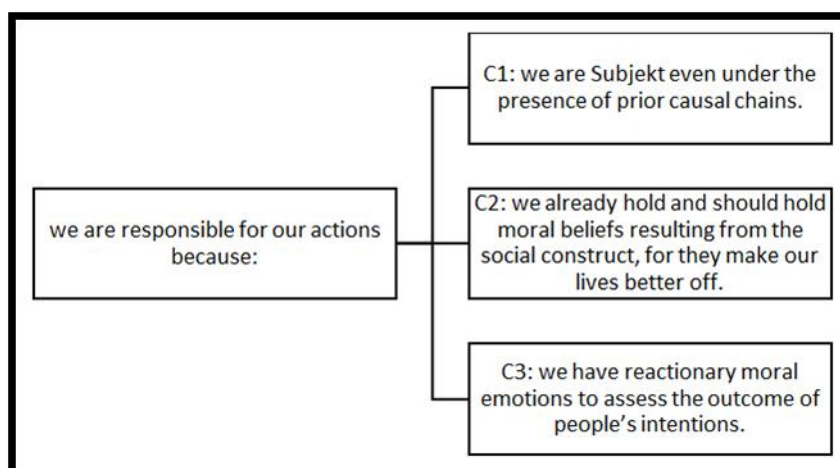 we are responsible for our actions
because:
C1: we are Subjekt even under the
presence of prior causal chains.
C2: we already hold and should hold
moral beliefs resulting from the
social construct, for they make our
lives better off.
C3: we have reactionary moral
emotions to assess the outcome of
people's intentions.